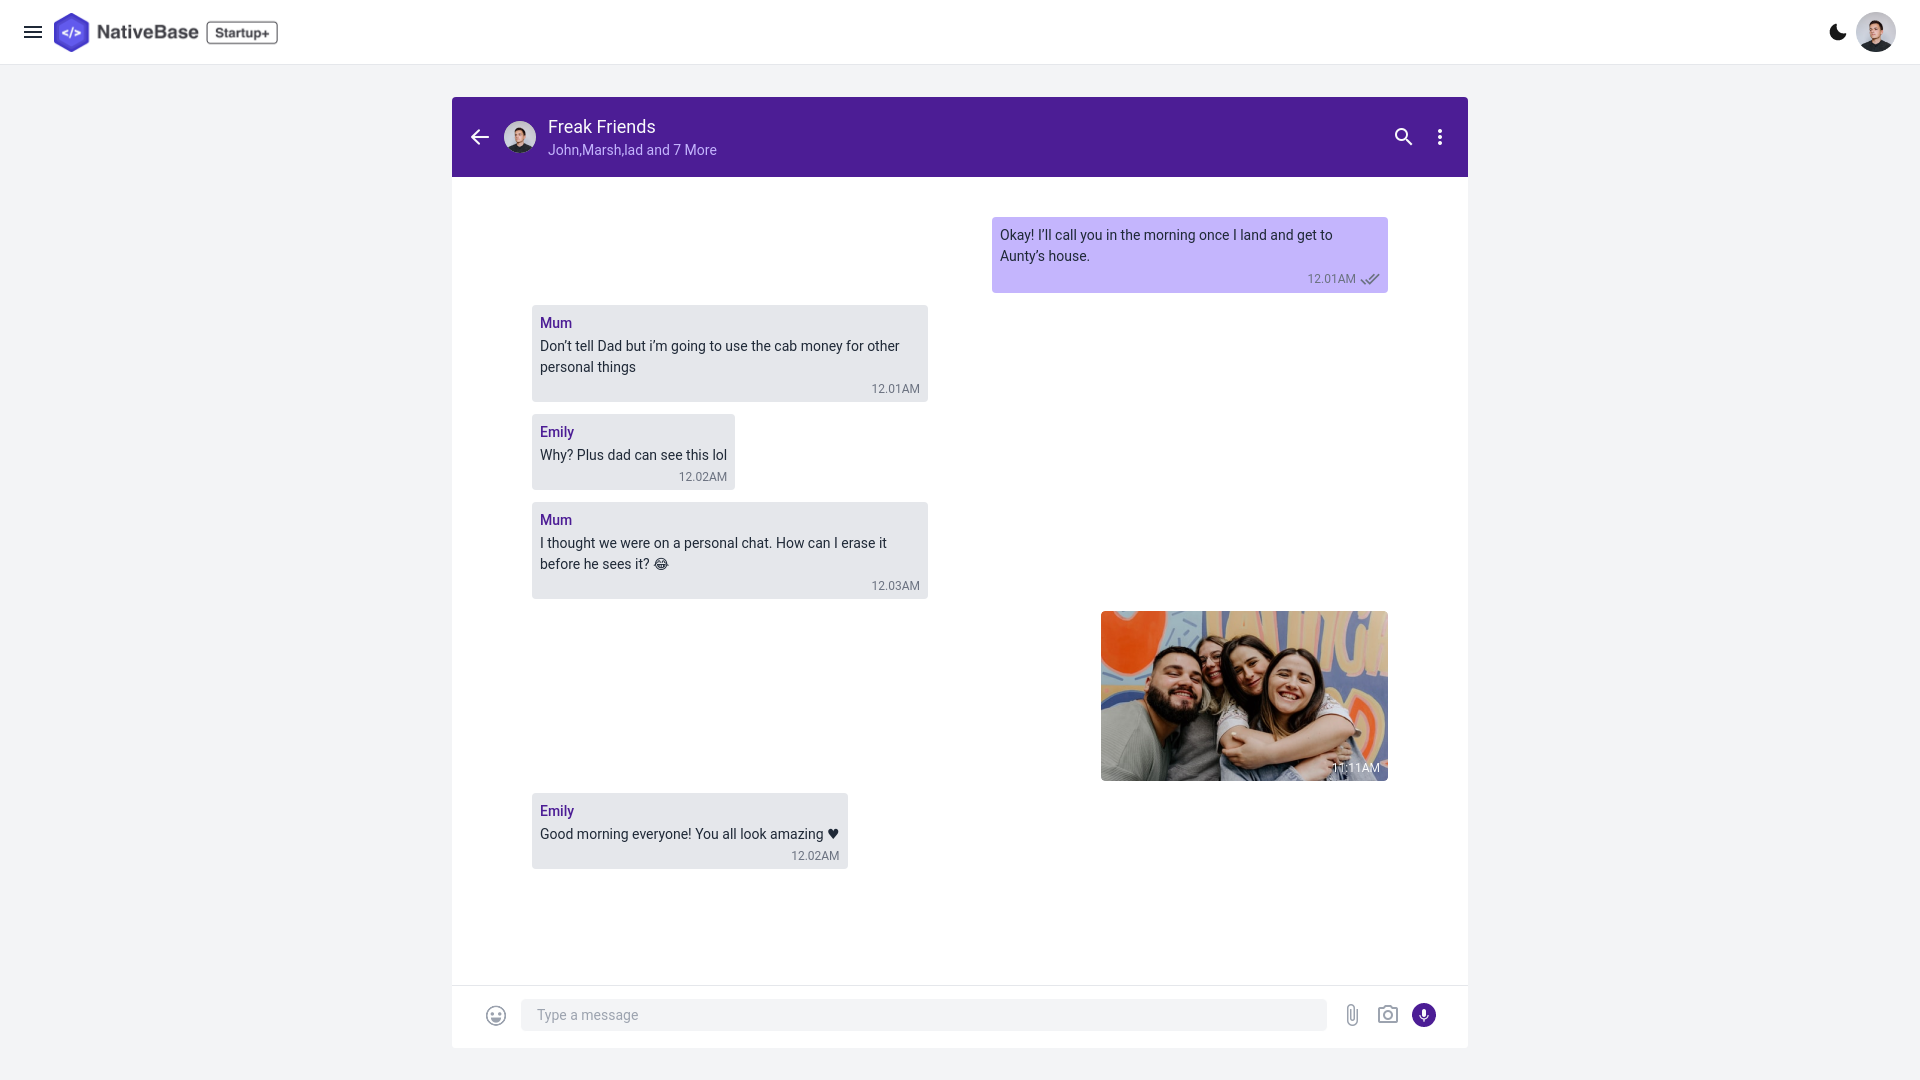 </> NativeBase Startup+
Freak Friends
John,Marsh,lad and 7 More
Okay! I’ll call you in the morning once I land and get to
Aunty’s house.
12.01AM
Mum
Don’t tell Dad but i’m going to use the cab money for other
personal things
12.01AM
Emily
Why? Plus dad can see this lol
12.02AM
Mum
I thought we were on a personal chat. How can I erase it
before he sees it? 😂
12.03AM
11:11AM
Emily
Good morning everyone! You all look amazing ♥
12.02AM
Type a message